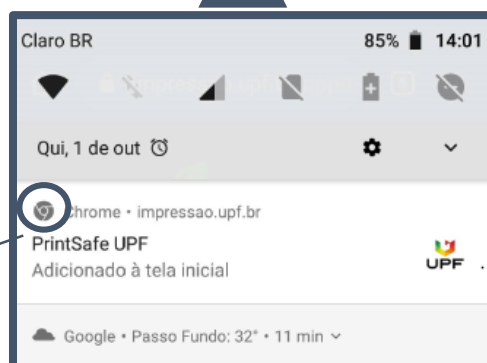 Claro BR 85% 14:01
Qui, 1 de out
Chrome • impressao.upf.br
PrintSafe UPF
Adicionado à tela inicial
UPF
Google • Passo Fundo: 32° • 11 min